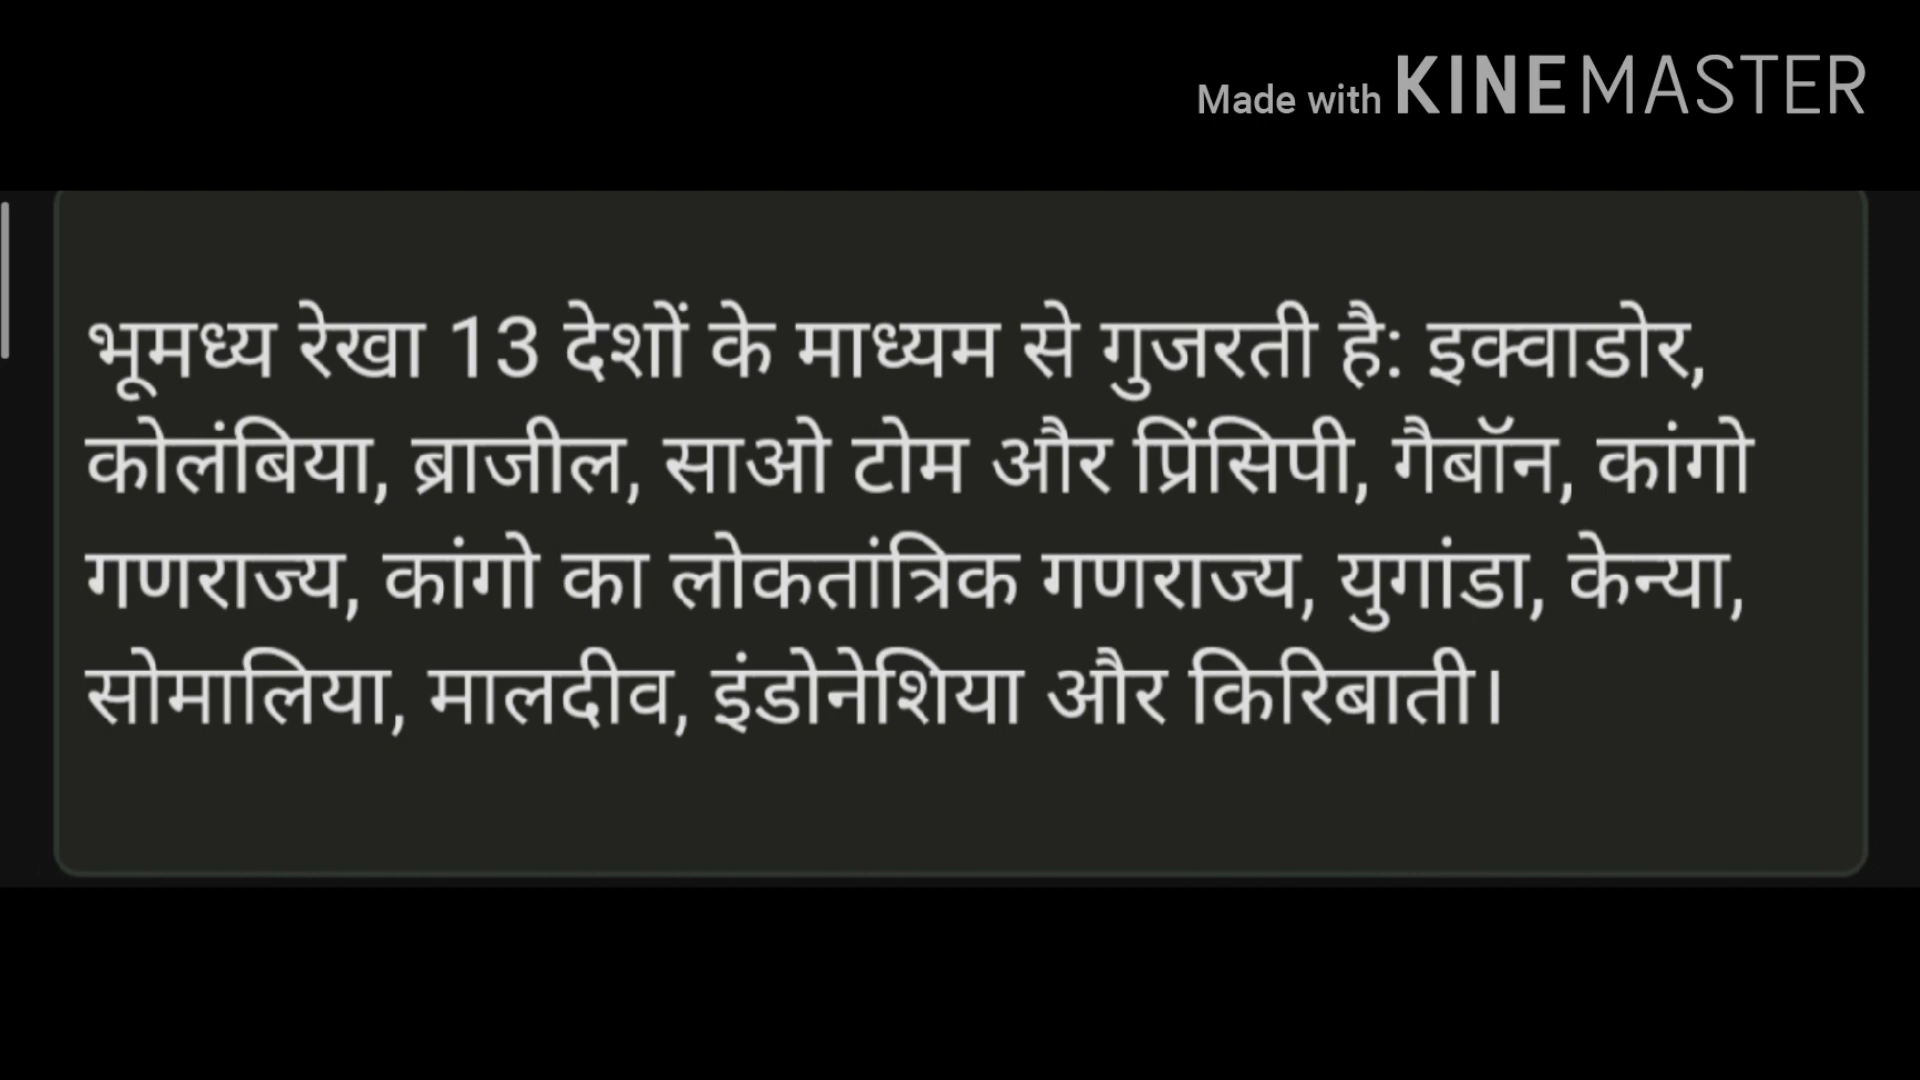 Made with KINEMASTER
भूमध्य रेखा 13 देशों के माध्यम से गुजरती है: इक्वाडोर,
कोलंबिया, ब्राजील, साओ टोम और प्रिंसिपी, गैबॉन, कांगो
गणराज्य, कांगो का लोकतांत्रिक गणराज्य, युगांडा, केन्या,
सोमालिया, मालदीव, इंडोनेशिया और किरिबाती।